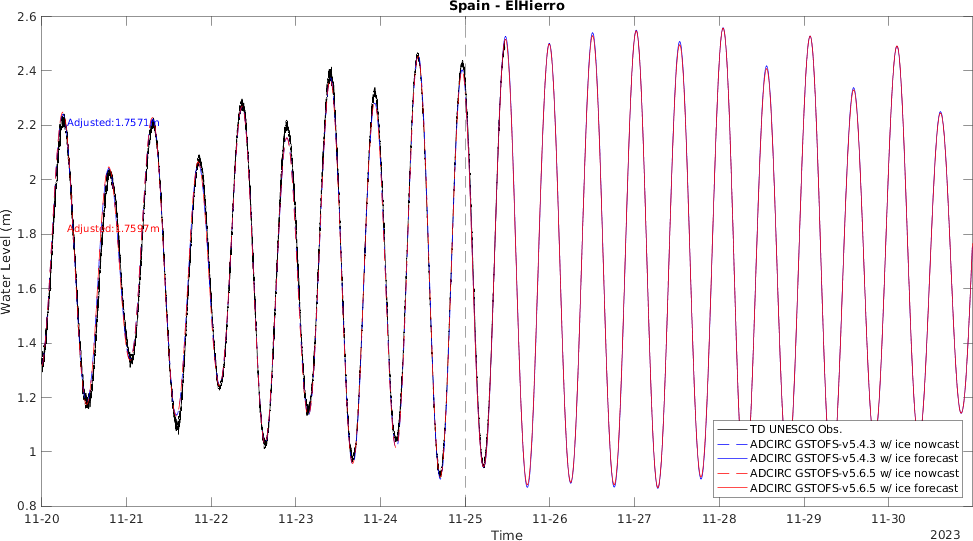 Spain - ElHierro
2.6
2.4
2.2
2
1.8
1.6
1.4
1.2
1
0.8
Water Level (m)
Adjusted:1.7571m
Adjusted:1.7597m
TD UNESCO Obs.
ADCIRC GSTOFS-v5.4.3 w/ ice nowcast
ADCIRC GSTOFS-v5.4.3 w/ ice forecast
ADCIRC GSTOFS-v5.6.5 w/ ice nowcast
ADCIRC GSTOFS-v5.6.5 w/ ice forecast
11-20 11-21 11-22 11-23 11-24 11-25 11-26 11-27 11-28 11-29 11-30
Time
2023